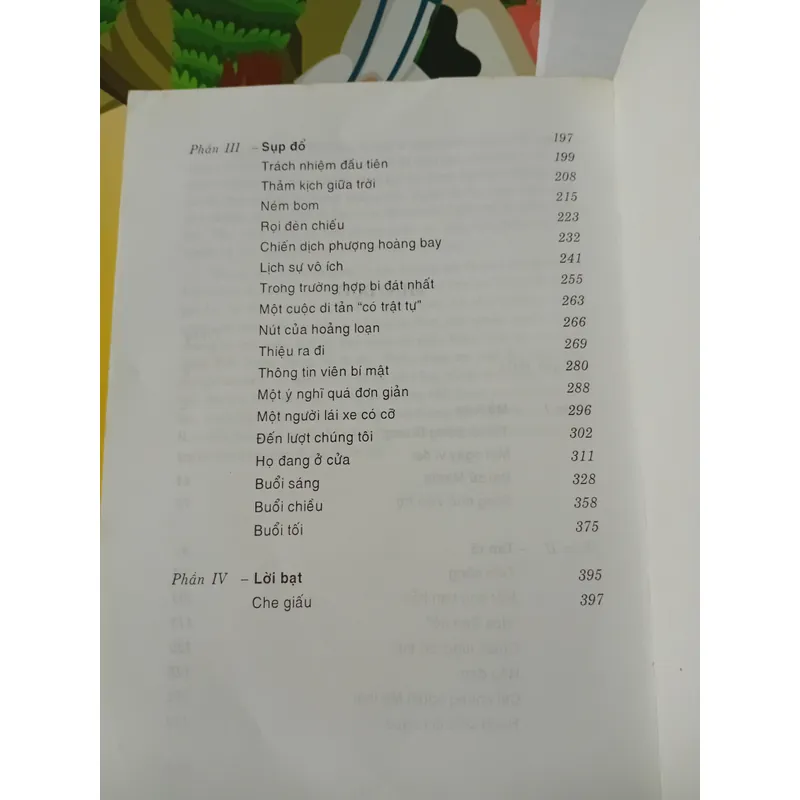 Phần III – Sụp đổ 197
Trách nhiệm đầu tiên 199
Thảm kịch giữa trời 208
Ném bom 215
Rọi đèn chiếu 223
Chiến dịch phượng hoàng bay 232
Lịch sự vô ích 241
Trong trường hợp bi đát nhất 255
Một cuộc di tản “có trật tự” 263
Nút của hoảng loạn 266
Thiệu ra đi 269
Thông tin viên bí mật 280
Một ý nghĩ quá đơn giản 288
Một người lái xe có cỡ 296
Đến lượt chúng tôi 302
Họ đang ở cửa 311
Buổi sáng 328
Buổi chiều 358
Buổi tối 375
Phần IV – Lời bạt 395
Che giấu 397